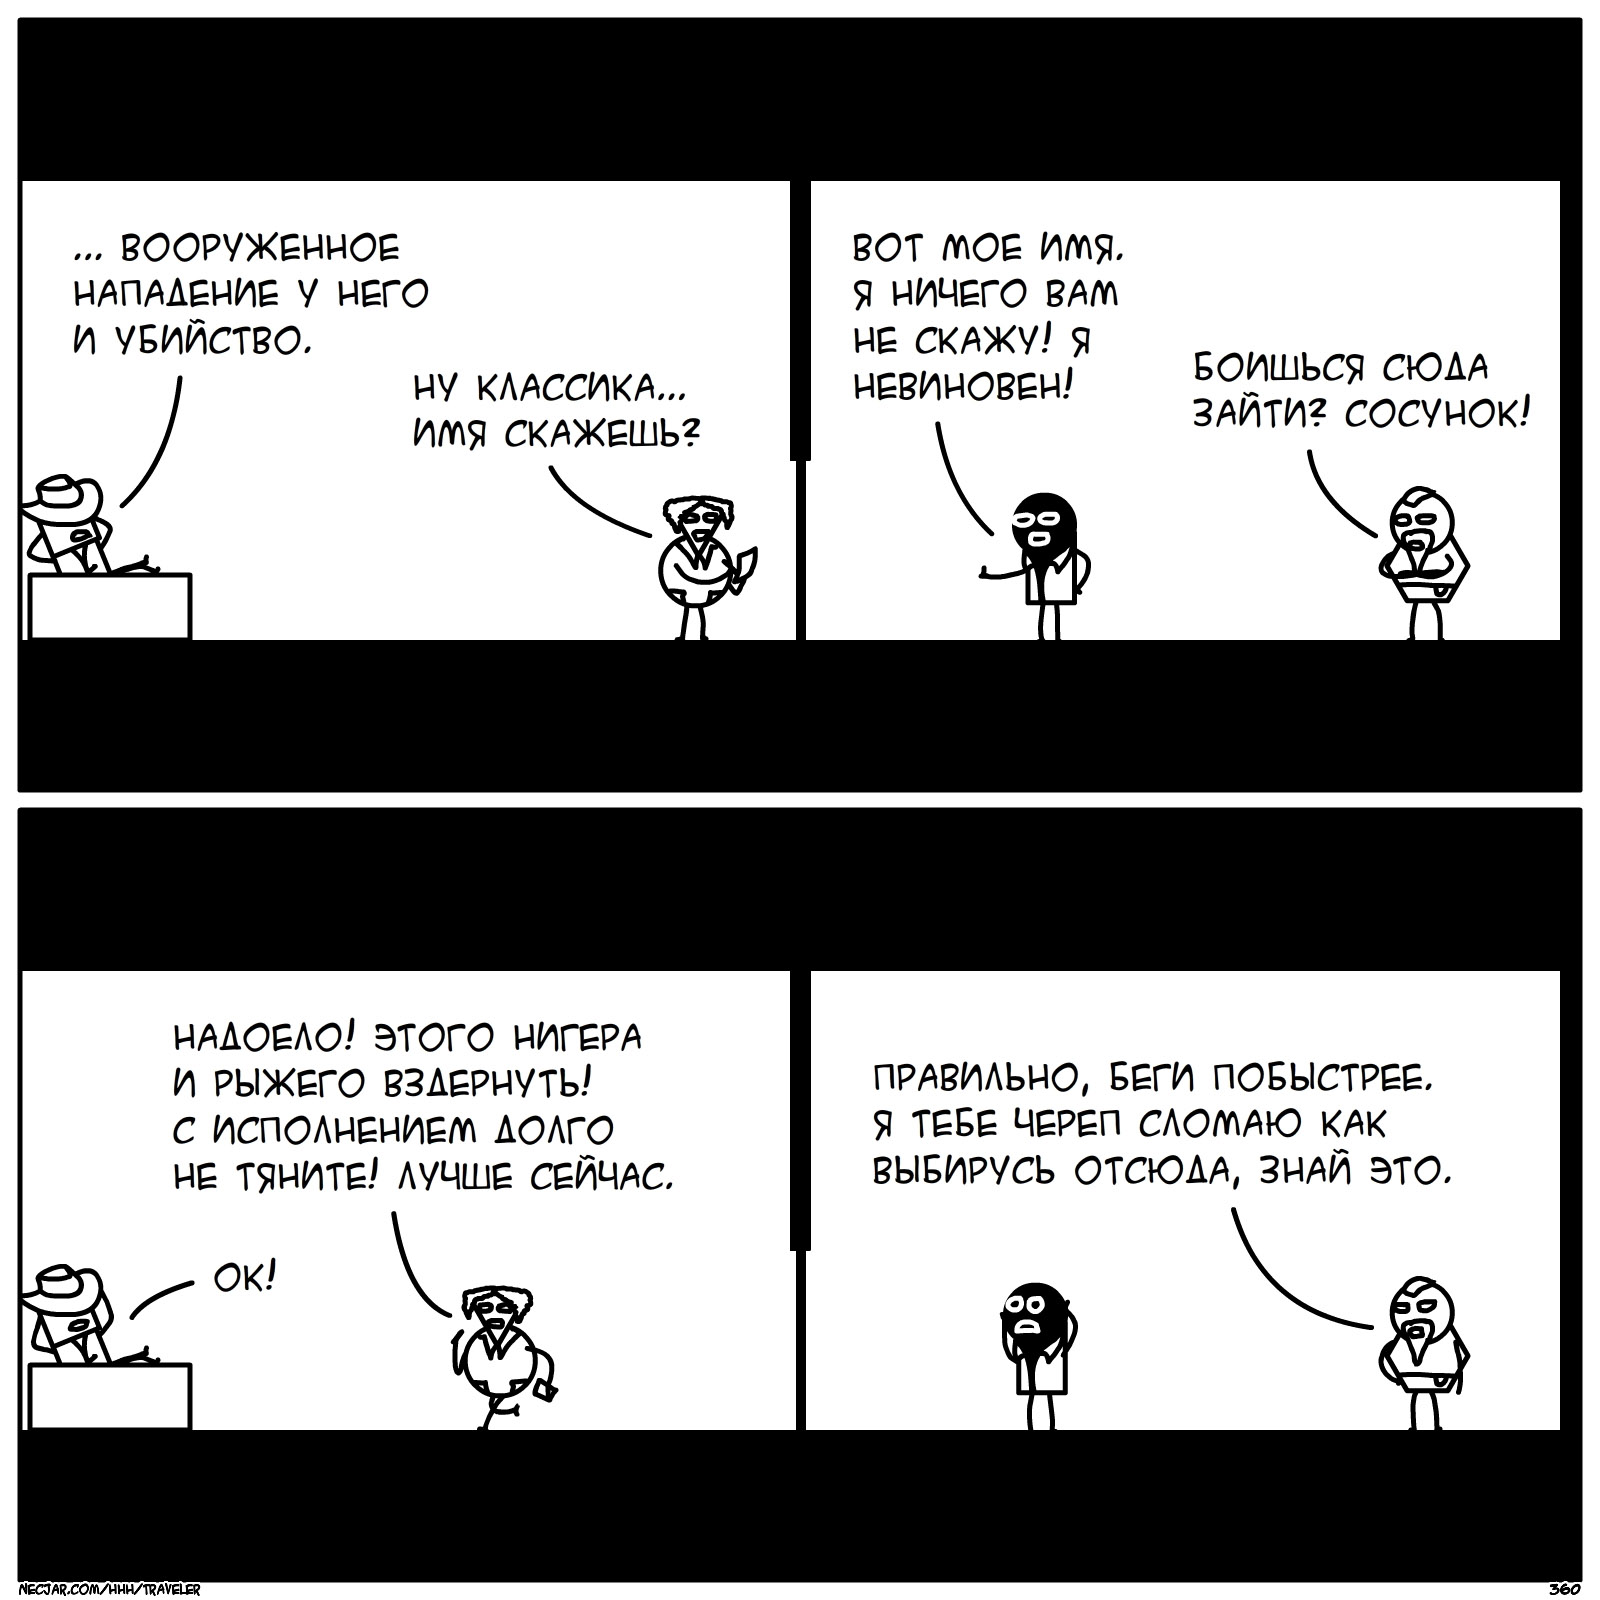 ... ВООРУЖЕННОЕ
НАПАДЕНИЕ У НЕГО
И УБИЙСТВО.
НУ КЛАССИКА...
ИМЯ СКАЖЕШЬ?
ВОТ МОЕ ИМЯ.
Я НИЧЕГО ВАМ
НЕ СКАЖУ! Я
НЕВИНОВЕН!
БОИШЬСЯ СЮДА
ЗАЙТИ? СОСУНОК!
НАДОЕЛО! ЭТОГО НИГЕРА
И РЫЖЕГО ВЗДЕРНУТЬ!
С ИСПОЛНЕНИЕМ ДОЛГО
НЕ ТЯНИТЕ! ЛУЧШЕ СЕЙЧАС.
ОК!
ПРАВИЛЬНО, БЕГИ ПОБЫСТРЕЕ.
Я ТЕБЕ ЧЕРЕП СЛОМАЮ КАК
ВЫБИРУСЬ ОТСЮДА, ЗНАЙ ЭТО.
NECJAR.COM/HHH/TRAVELER
360